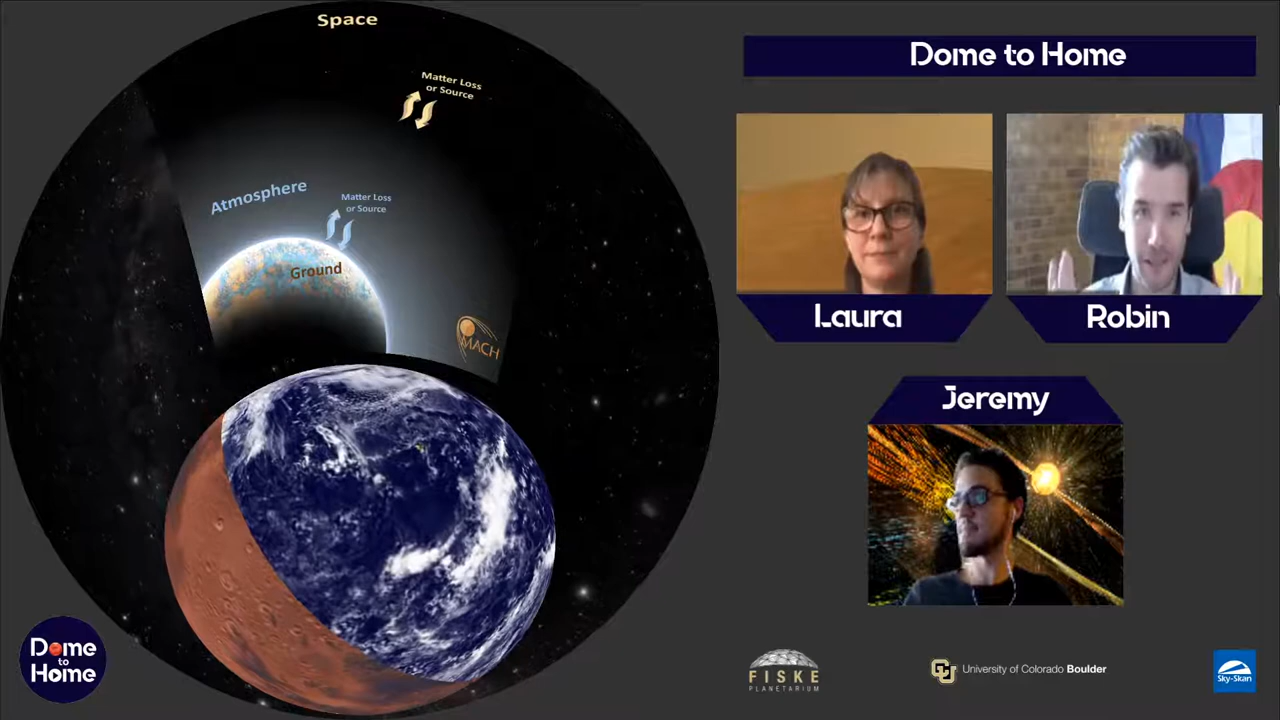 Space
Matter Loss
or Source
Atmosphere
Matter Loss
or Source
Ground
MACH
Dome
to
Home
Dome to Home
Laura
Robin
Jeremy
FISKE
PLANETARIUM
CU
University of Colorado Boulder
Sky-Skan